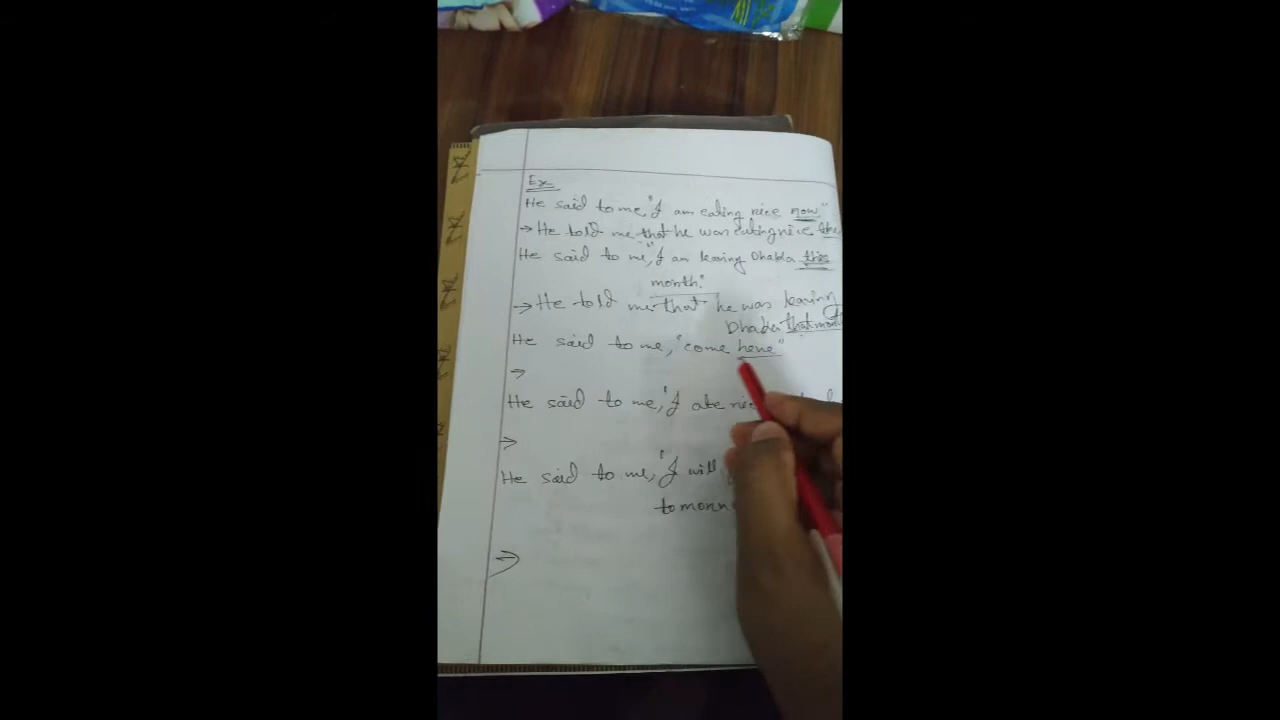 Ex
He said to me, "I am eating rice now"
→ He told me that he was eating rice
He said to me, "I am leaving Dhaka this
month."
→ He told me that he was leaving
Dhaka that month
He said to me, "come here"
→
He said to me, "I ate
→
He said to me, "I will
→